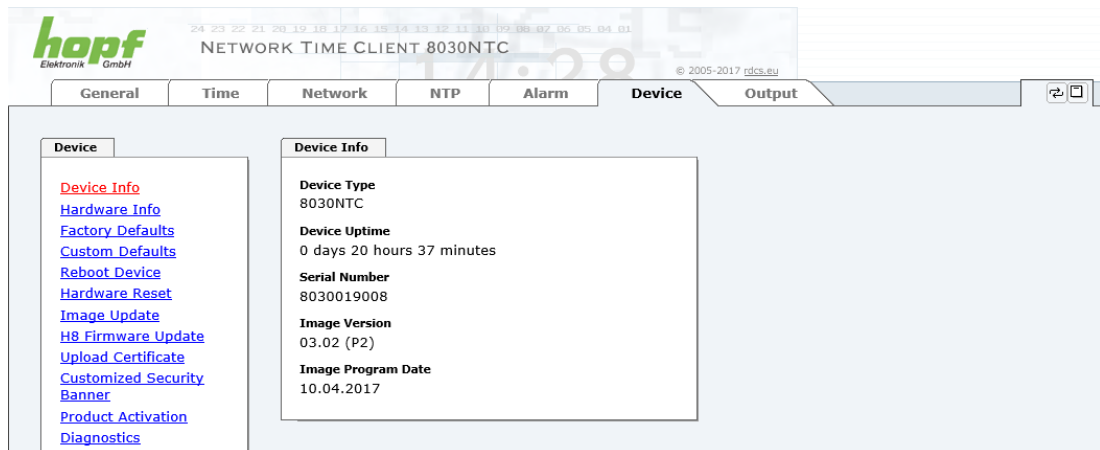 hopf
Elektronik GmbH
24 23 22 21 20 19 18 17 16 15 14 13 12 11 10 09 08 07 06 05 04 01
NETWORK TIME CLIENT 8030NTC
14:28
© 2005-2017 rdcs.eu
General Time Network NTP Alarm Device Output
Device
Device Info
Hardware Info
Factory Defaults
Custom Defaults
Reboot Device
Hardware Reset
Image Update
H8 Firmware Update
Upload Certificate
Customized Security
Banner
Product Activation
Diagnostics
Device Info
Device Type
8030NTC
Device Uptime
0 days 20 hours 37 minutes
Serial Number
8030019008
Image Version
03.02 (P2)
Image Program Date
10.04.2017